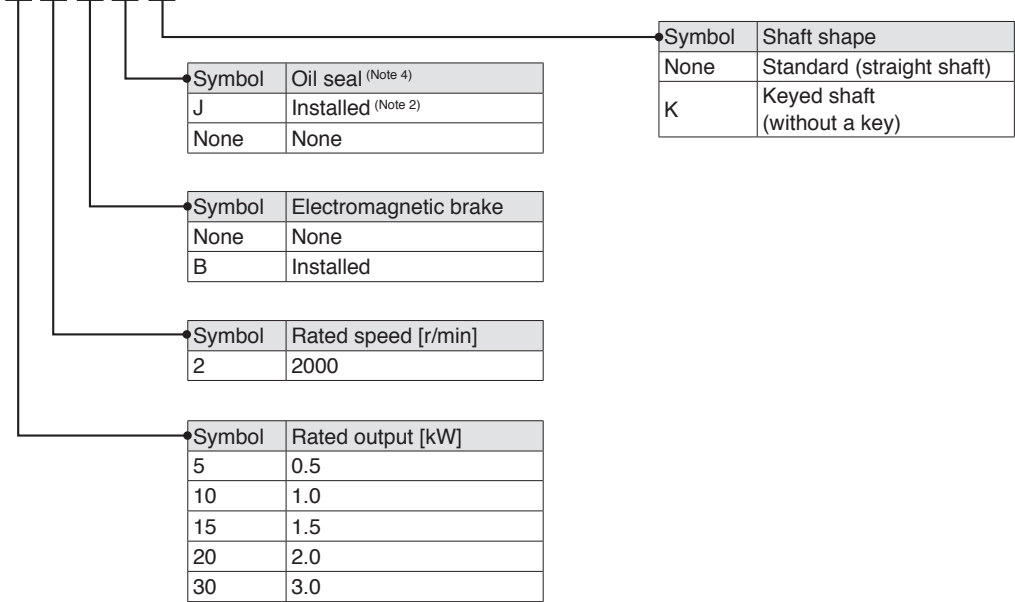 Symbol Shaft shape
None Standard (straight shaft)
K Keyed shaft
(without a key)
Symbol Oil seal (Note 4)
J Installed (Note 2)
None None
Symbol Electromagnetic brake
None None
B Installed
Symbol Rated speed [r/min]
2 2000
Symbol Rated output [kW]
5 0.5
10 1.0
15 1.5
20 2.0
30 3.0